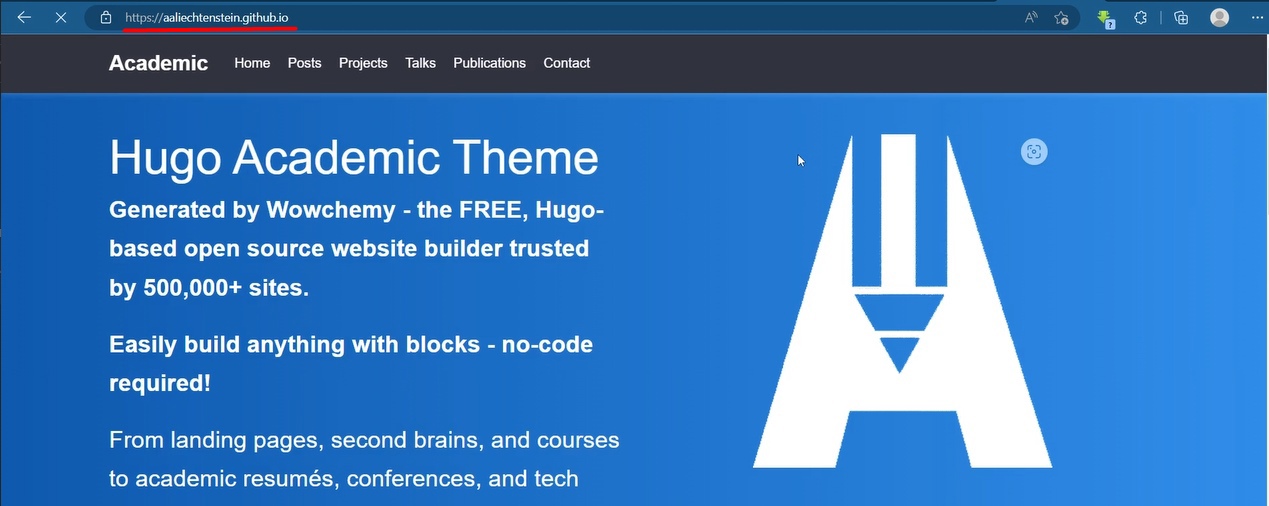 https://aaliechtenstein.github.io
Academic Home Posts Projects Talks Publications Contact
Hugo Academic Theme
Generated by Wowchemy - the FREE, Hugo-
based open source website builder trusted
by 500,000+ sites.
Easily build anything with blocks - no-code
required!
From landing pages, second brains, and courses
to academic resumés, conferences, and tech